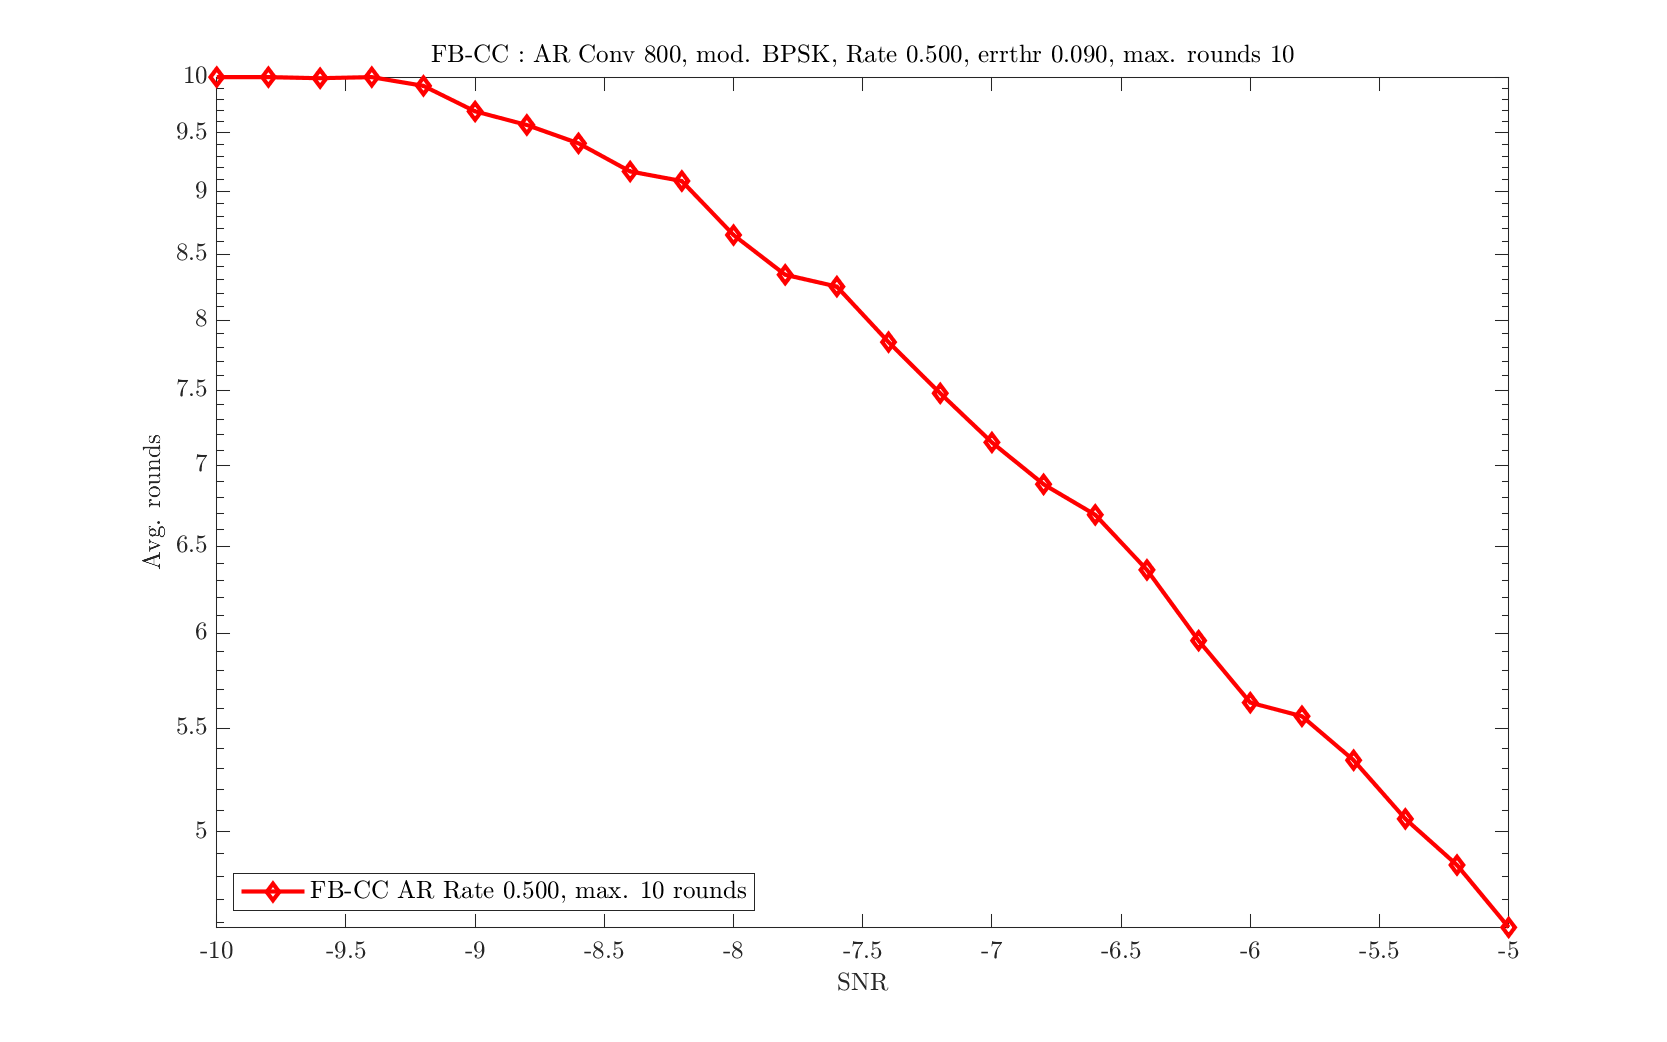 FB-CC : AR Conv 800, mod. BPSK, Rate 0.500, errthr 0.090, max. rounds 10
10
9.5
9
8.5
8
7.5
7
6.5
6
5.5
5
Avg. rounds
FB-CC AR Rate 0.500, max. 10 rounds
-10 -9.5 -9 -8.5 -8 -7.5 -7 -6.5 -6 -5.5 -5
SNR